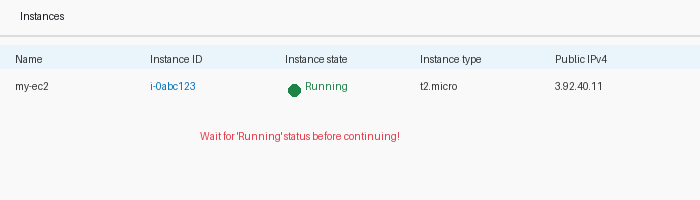 Instances
Name Instance ID Instance state Instance type Public IPv4
my-ec2 i-0abc123 Running t2.micro 3.92.40.11
Wait for 'Running' status before continuing!